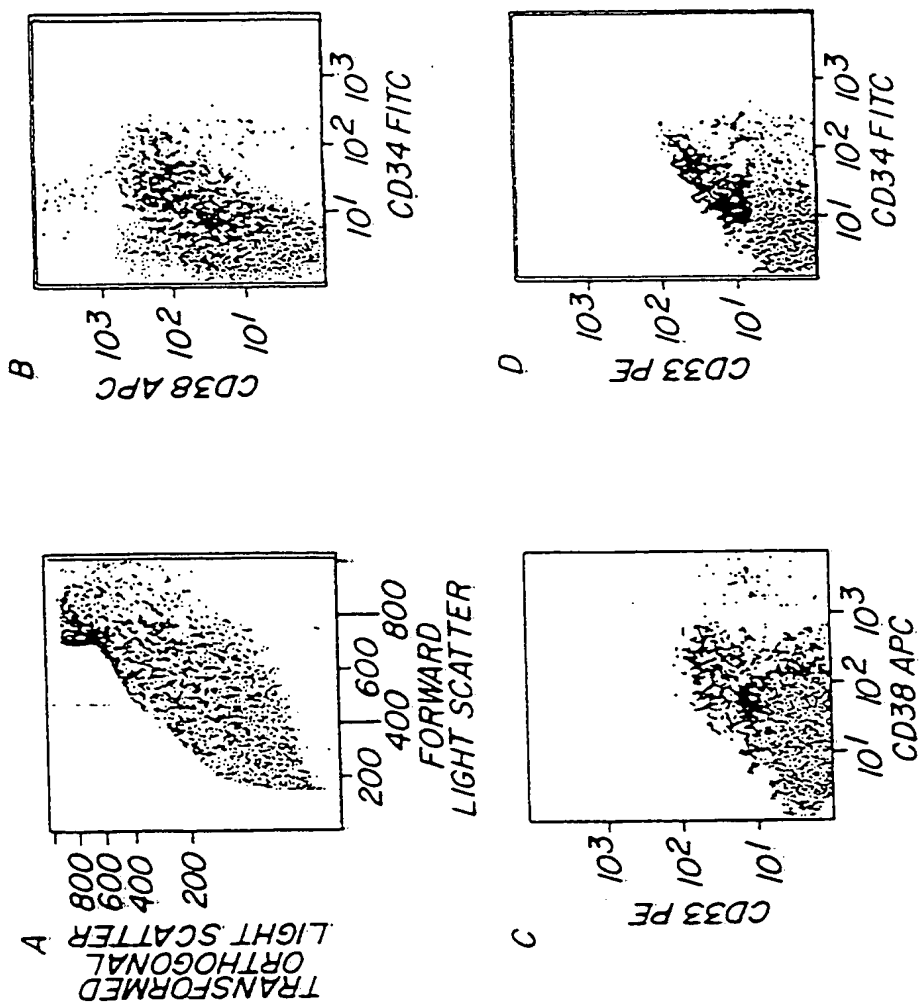 A
TRANSFORMED
ORTHOGONAL
LIGHT SCATTER
800
600
400
200
200 400 600 800
FORWARD
LIGHT SCATTER
B
CD38 APC
10³
10²
10¹
10¹ 10² 10³
CD34 FITC
C
CD33 PE
10³
10²
10¹
10¹ 10² 10³
CD38 APC
D
CD33 PE
10³
10²
10¹
10¹ 10² 10³
CD34 FITC